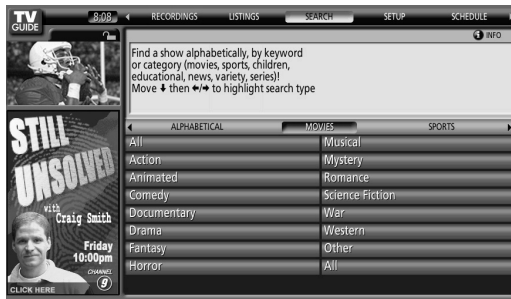 TV GUIDE
8:08
RECORDINGS LISTINGS SEARCH SETUP SCHEDULE
INFO
Find a show alphabetically, by keyword
or category (movies, sports, children,
educational, news, variety, series)!
Move ⬇ then ⬅/➡ to highlight search type
ALPHABETICAL MOVIES SPORTS
All Musical
Action Mystery
Animated Romance
Comedy Science Fiction
Documentary War
Drama Western
Fantasy Other
Horror All
STILL
UNSOLVED
with
Craig Smith
Friday
10:00pm
CHANNEL
9
CLICK HERE